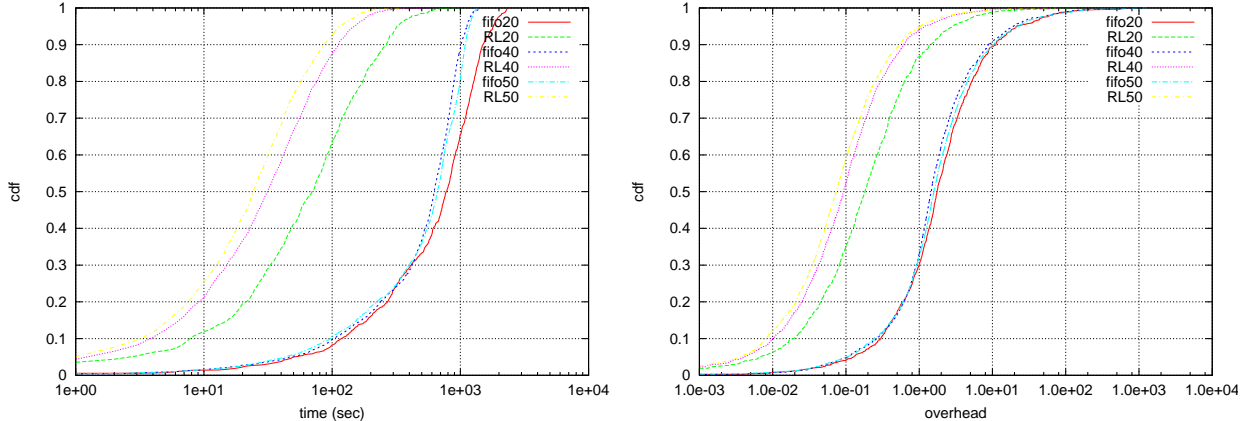 1
0.9
0.8
0.7
0.6
0.5
0.4
0.3
0.2
0.1
0
cdf
1e+00
1e+01
1e+02
1e+03
1e+04
time (sec)
fifo20
RL20
fifo40
RL40
fifo50
RL50
1
0.9
0.8
0.7
0.6
0.5
0.4
0.3
0.2
0.1
0
cdf
1.0e-03
1.0e-02
1.0e-01
1.0e+00
1.0e+01
1.0e+02
1.0e+03
1.0e+04
overhead
fifo20
RL20
fifo40
RL40
fifo50
RL50